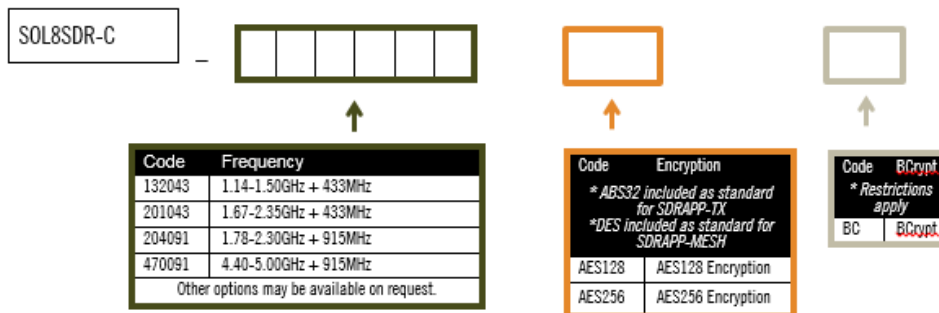 SOL8SDR-C
_
Code Frequency
132043 1.14-1.50GHz + 433MHz
201043 1.67-2.35GHz + 433MHz
204091 1.78-2.30GHz + 915MHz
470091 4.40-5.00GHz + 915MHz
Other options may be available on request.
Code Encryption
* ABS32 included as standard
for SDRAPP-TX
*DES included as standard for
SDRAPP-MESH
AES128 AES128 Encryption
AES256 AES256 Encryption
Code BCrypt
* Restrictions
apply
BC BCrypt